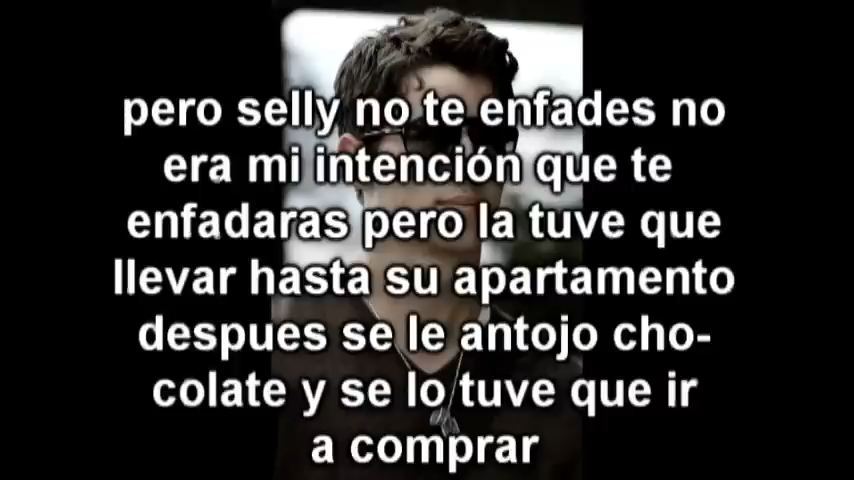 pero selly no te enfades no
era mi intención que te
enfadaras pero la tuve que
llevar hasta su apartamento
despues se le antojo cho-
colate y se lo tuve que ir
a comprar